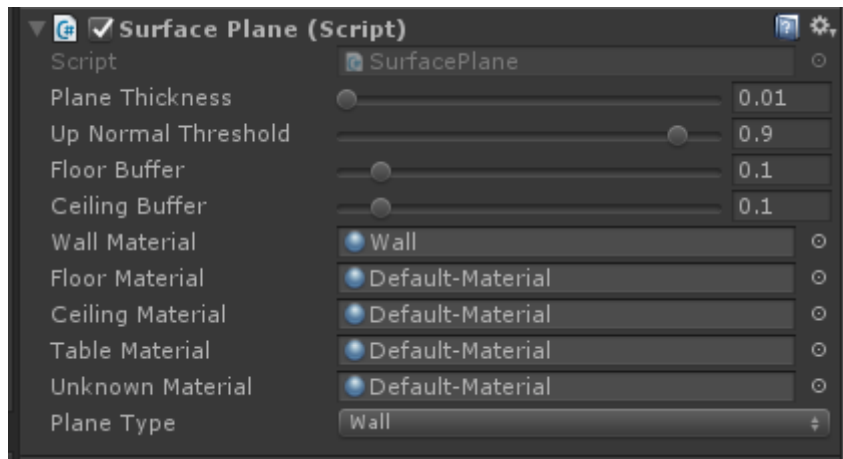 Surface Plane (Script)
Script SurfacePlane
Plane Thickness 0.01
Up Normal Threshold 0.9
Floor Buffer 0.1
Ceiling Buffer 0.1
Wall Material Wall
Floor Material Default-Material
Ceiling Material Default-Material
Table Material Default-Material
Unknown Material Default-Material
Plane Type Wall